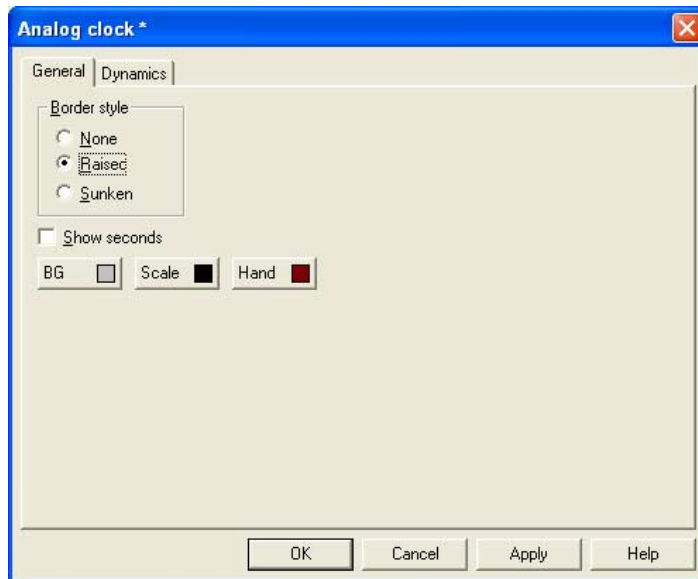 Analog clock *
General Dynamics
Border style
None
Raised
Sunken
Show seconds
BG Scale Hand
OK Cancel Apply Help